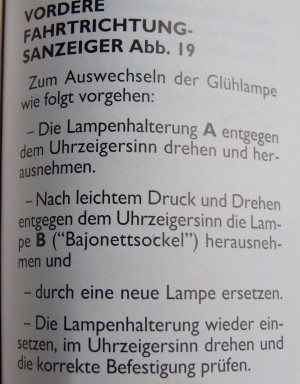 VORDERE
FAHRTRICHTUNG-
SANZEIGER Abb. 19
Zum Auswechseln der Glühlampe
wie folgt vorgehen:
– Die Lampenhalterung A entgegen
dem Uhrzeigersinn drehen und her-
ausnehmen.
– Nach leichtem Druck und Drehen
entgegen dem Uhrzeigersinn die Lam-
pe B (“Bajonettsockel”) herausneh-
men und
– durch eine neue Lampe ersetzen.
– Die Lampenhalterung wieder ein-
setzen, im Uhrzeigersinn drehen und
die korrekte Befestigung prüfen.